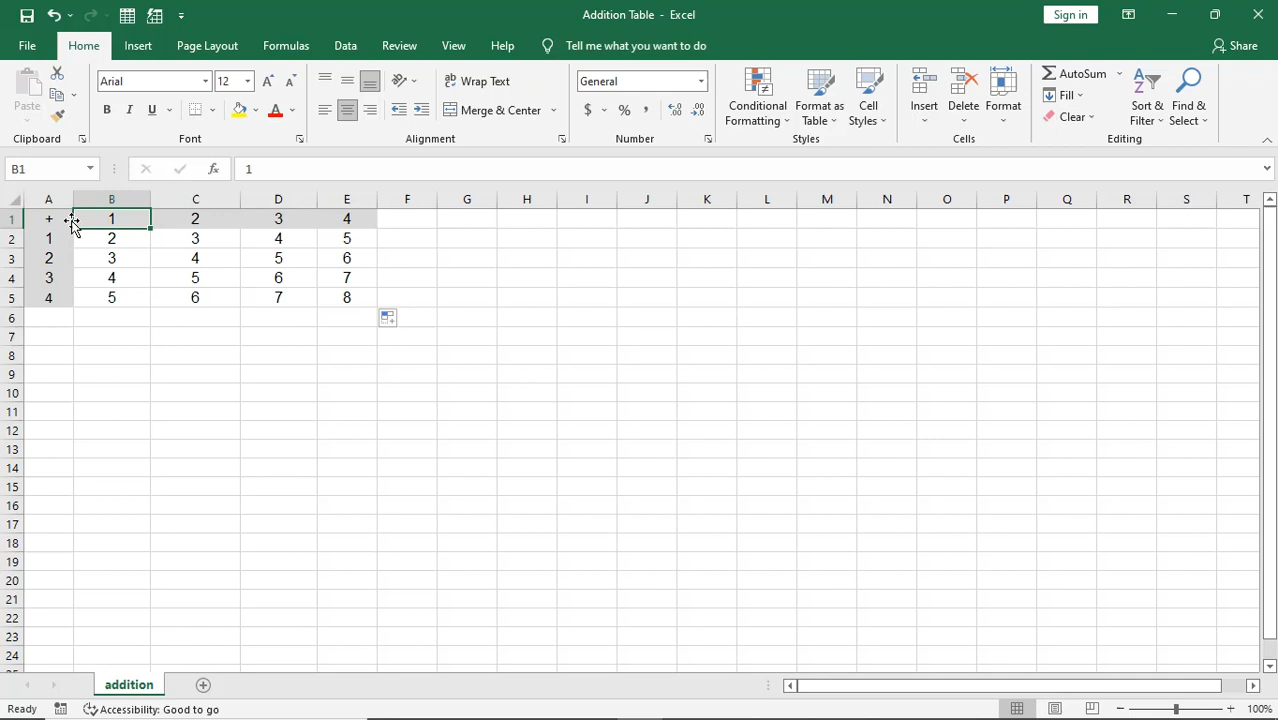 Addition Table - Excel
Sign in
File Home Insert Page Layout Formulas Data Review View Help Tell me what you want to do Share
Paste
Arial 12
B I U
Wrap Text
Merge & Center
General
$ % ,
Conditional Formatting
Format as Table
Cell Styles
Insert Delete Format
AutoSum
Fill
Clear
Sort & Filter
Find & Select
Clipboard Font Alignment Number Styles Cells Editing
B1 fx 1
A B C D E F G H I J K L M N O P Q R S T
1 + 1 2 3 4
2 1 2 3 4 5
3 2 3 4 5 6
4 3 4 5 6 7
5 4 5 6 7 8
6
7
8
9
10
11
12
13
14
15
16
17
18
19
20
21
22
23
24
addition
Ready Accessibility: Good to go 100%